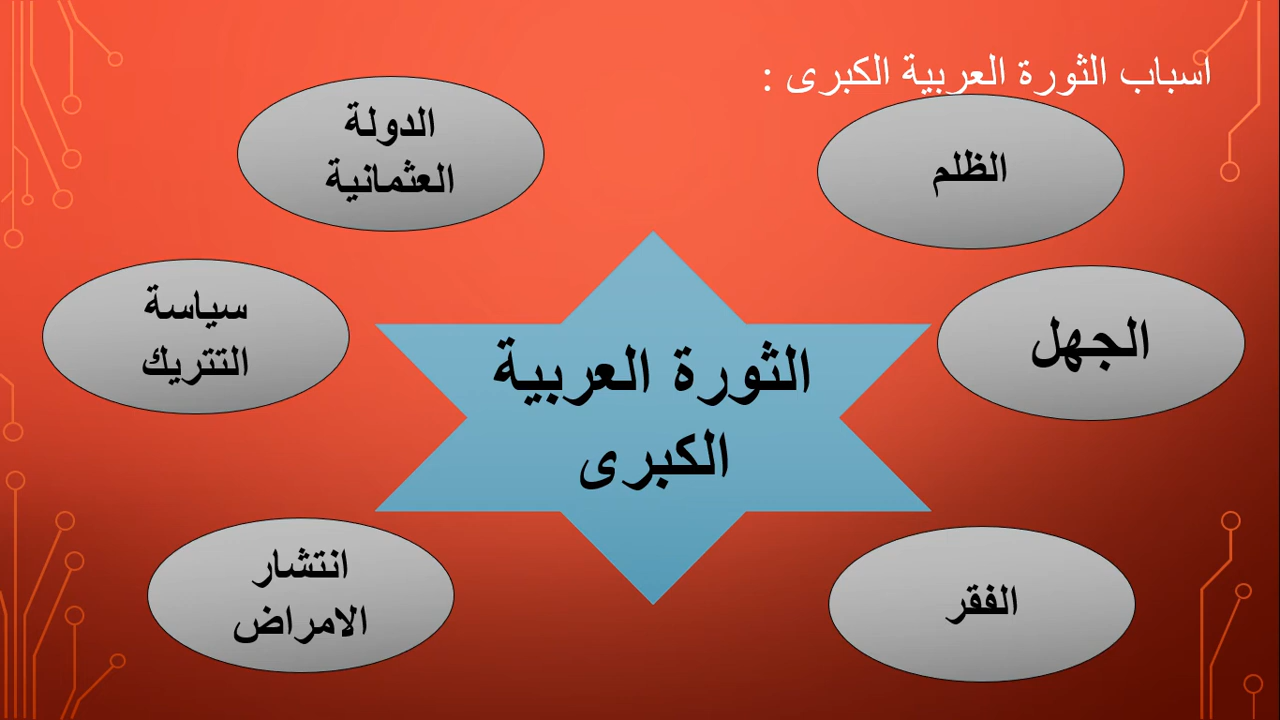 اسباب الثورة العربية الكبرى :
الظلم
الدولة
العثمانية
الجهل
سياسة
التتريك
الثورة العربية
الكبرى
الفقر
انتشار
الامراض